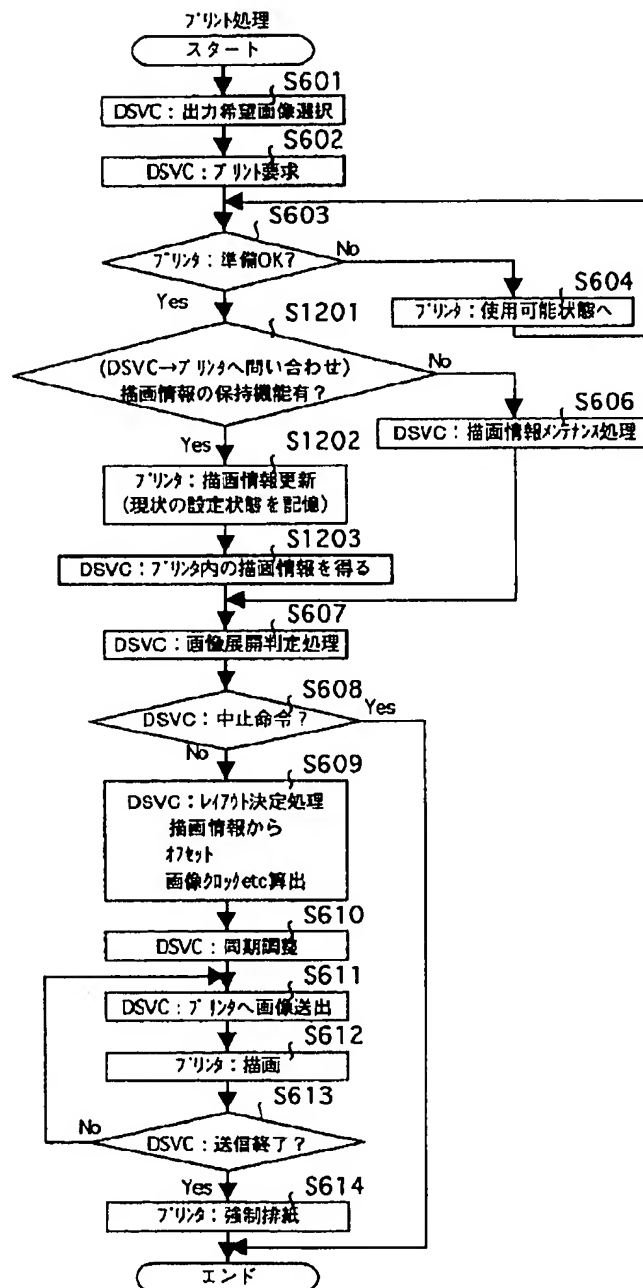 プリント処理
スタート
S601
DSVC：出力希望画像選択
S602
DSVC：プリント要求
S603
プリンタ：準備OK？
No
Yes
S604
プリンタ：使用可能状態へ
S1201
(DSVC→プリンタへ問い合わせ)
描画情報の保持機能有？
No
Yes
S606
DSVC：描画情報メンテナンス処理
S1202
プリンタ：描画情報更新
(現状の設定状態を記憶)
S1203
DSVC：プリンタ内の描画情報を得る
S607
DSVC：画像展開判定処理
S608
DSVC：中止命令？
Yes
No
S609
DSVC：レイアウト決定処理
描画情報から
オフセット
画像クロックetc算出
S610
DSVC：同期調整
S611
DSVC：プリンタへ画像送出
S612
プリンタ：描画
S613
No
DSVC：送信終了？
Yes
S614
プリンタ：強制排紙
エンド